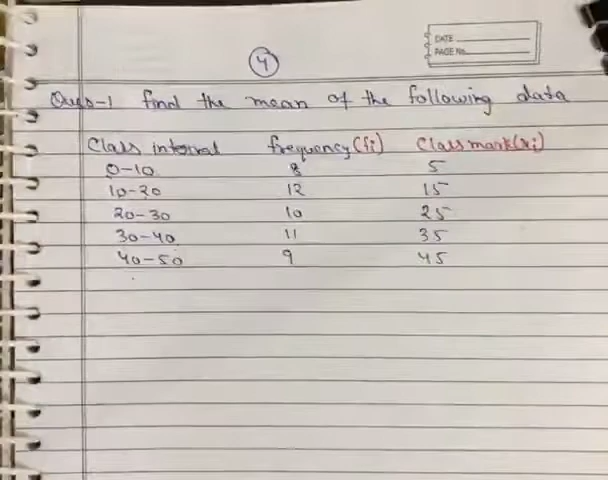 DATE
PAGE No.
4
Ques-1 find the mean of the following data
Class interval frequency(fi) Class mark(xi)
0-10 8 5
10-20 12 15
20-30 10 25
30-40 11 35
40-50 9 45